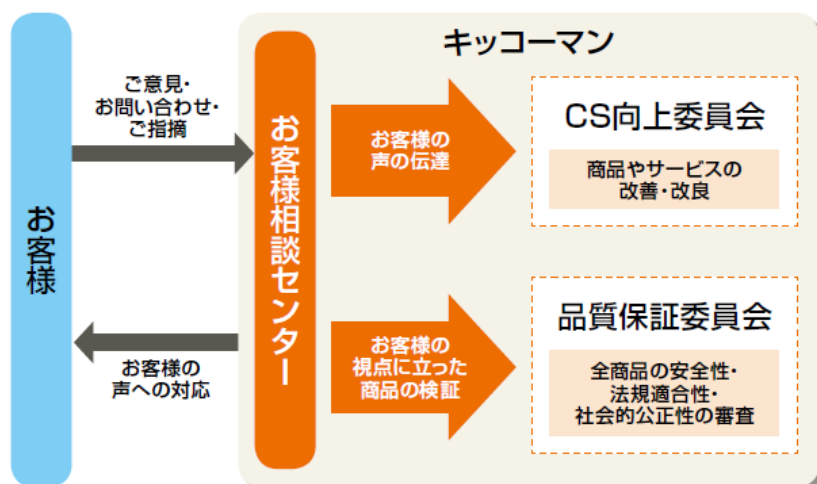 キッコーマン
お客様
ご意見・
お問い合わせ・
ご指摘
お客様相談センター
お客様の
声の伝達
CS向上委員会
商品やサービスの
改善・改良
お客様の
声への対応
お客様の
視点に立った
商品の検証
品質保証委員会
全商品の安全性・
法規適合性・
社会的公正性の審査